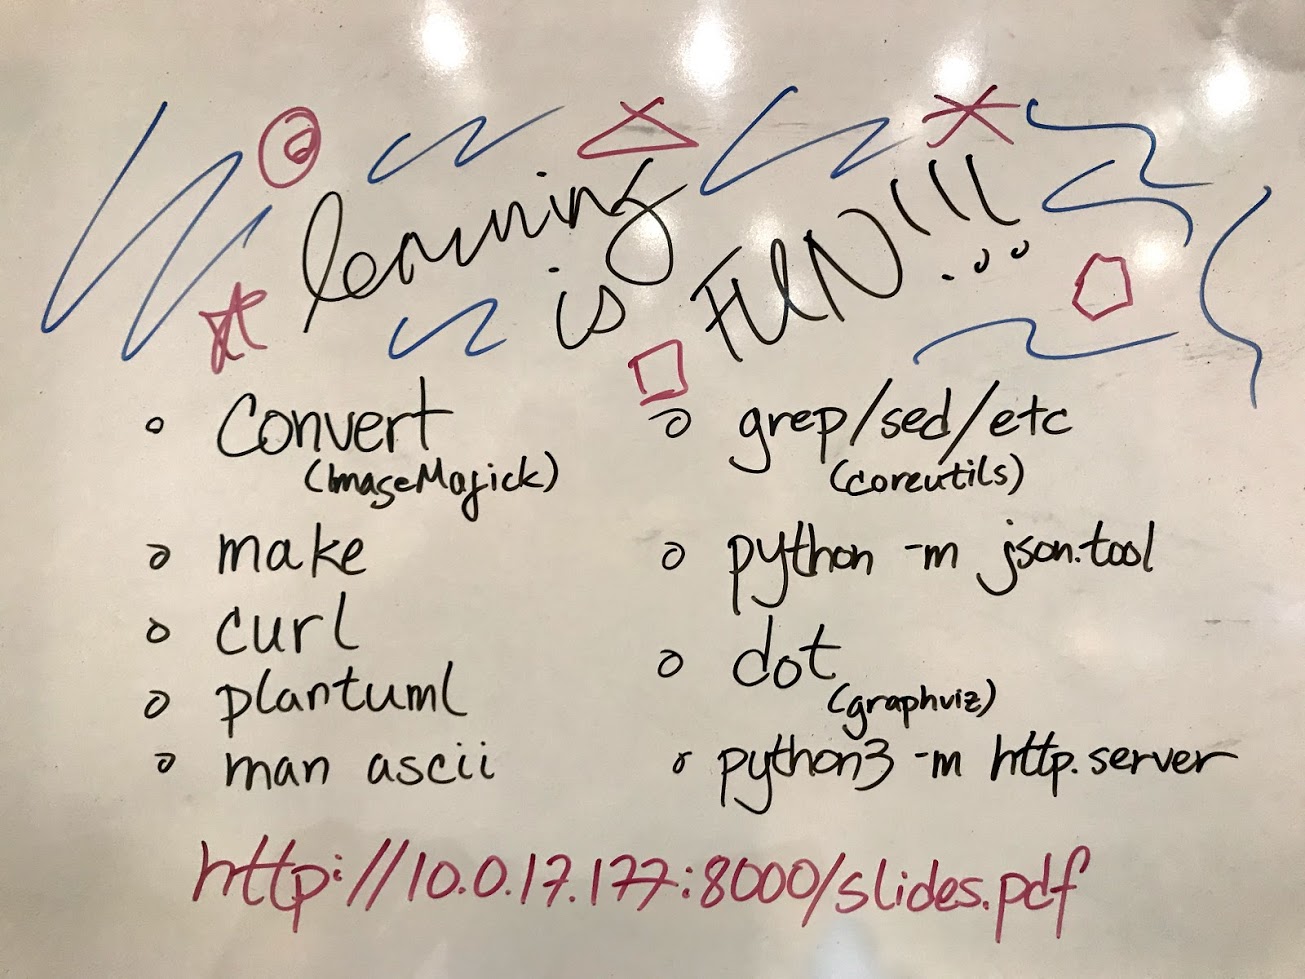 learning
is FUN!!!
convert
(ImageMagick)
make
curl
plantuml
man ascii
grep/sed/etc
(coreutils)
python -m json.tool
dot
(graphviz)
python3 -m http.server
http://10.0.17.177:8000/slides.pdf